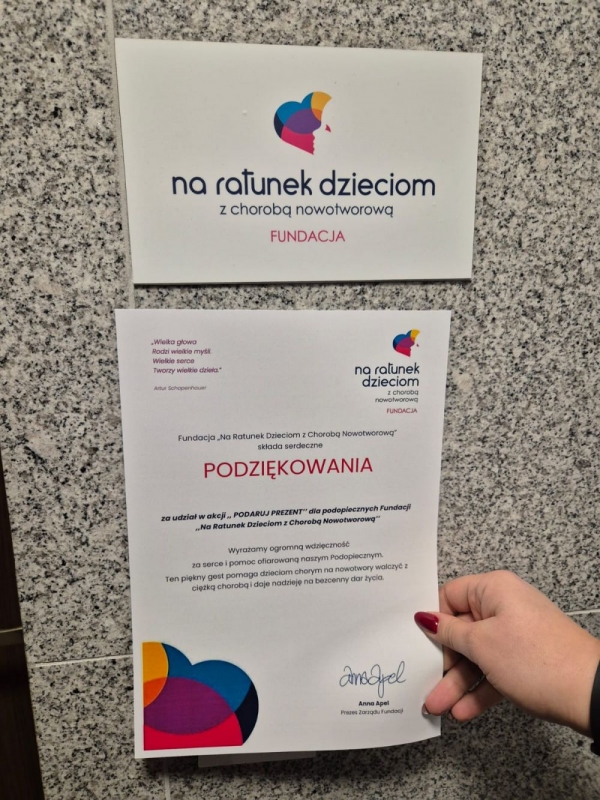 na ratunek dzieciom
z chorobą nowotworową
FUNDACJA
„Wielka głowa
Rodzi wielkie myśli.
Wielkie serce
Tworzy wielkie dzieła."
Artur Schopenhauer
na ratunek
dzieciom
z chorobą
nowotworową
FUNDACJA
Fundacja „Na Ratunek Dzieciom z Chorobą Nowotworową"
składa serdeczne
PODZIĘKOWANIA
za udział w akcji ,, PODARUJ PREZENT'' dla podopiecznych Fundacji
,,Na Ratunek Dzieciom z Chorobą Nowotworową''
Wyrażamy ogromną wdzięczność
za serce i pomoc ofiarowaną naszym Podopiecznym.
Ten piękny gest pomaga dzieciom chorym na nowotwory walczyć z
ciężką chorobą i daje nadzieję na bezcenny dar życia.
Anna Apel
Anna Apel
Prezes Zarządu Fundacji